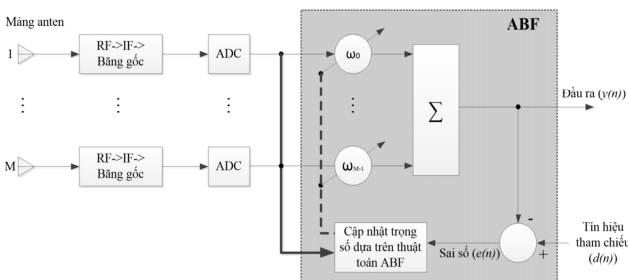 Mảng anten
ABF
1
RF->IF->
Băng gốc
ADC
ω₀
Σ
Đầu ra (y(n))
M
RF->IF->
Băng gốc
ADC
ωM-1
-
Cập nhật trọng
số dựa trên thuật
toán ABF
Sai số (e(n))
+
Tín hiệu
tham chiếu
(d(n))